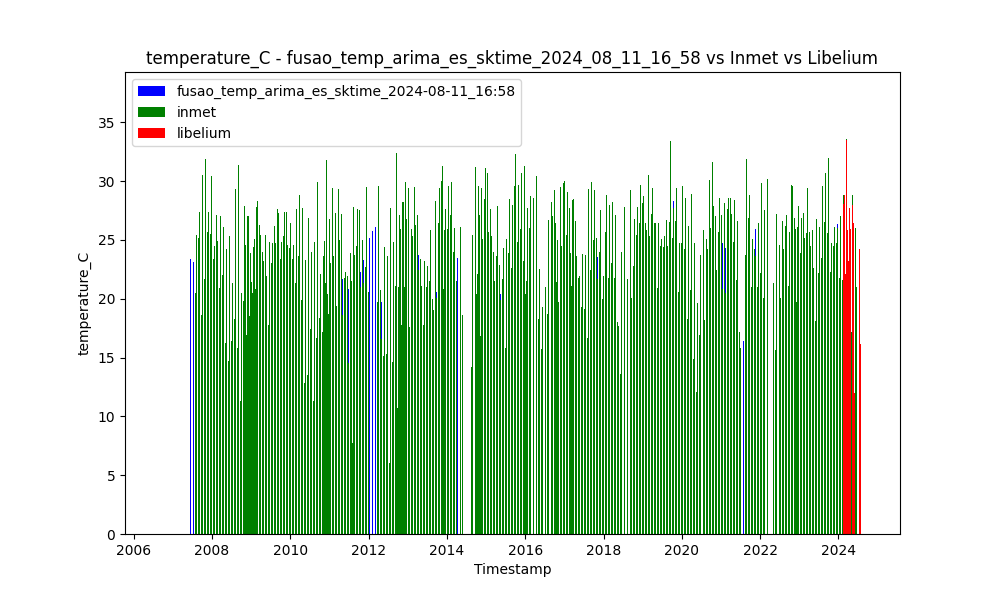 temperature_C - fusao_temp_arima_es_sktime_2024_08_11_16_58 vs Inmet vs Libelium
fusao_temp_arima_es_sktime_2024-08-11_16:58
inmet
libelium
temperature_C
35
30
25
20
15
10
5
0
2006 2008 2010 2012 2014 2016 2018 2020 2022 2024
Timestamp